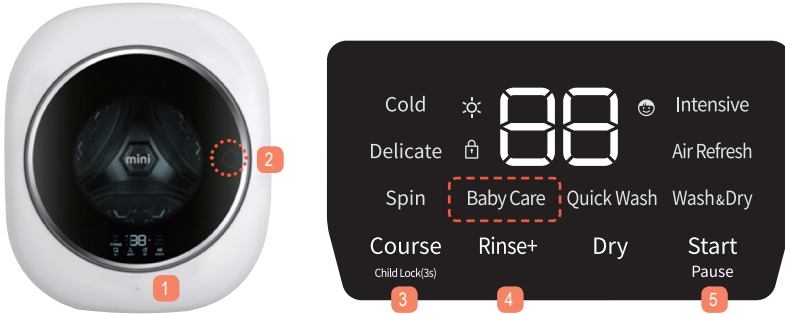 mini
88
2
1
Cold
88
Intensive
Delicate
Air Refresh
Spin
Baby Care
Quick Wash
Wash&Dry
Course
Rinse+
Dry
Start
Child Lock(3s)
Pause
3
4
5